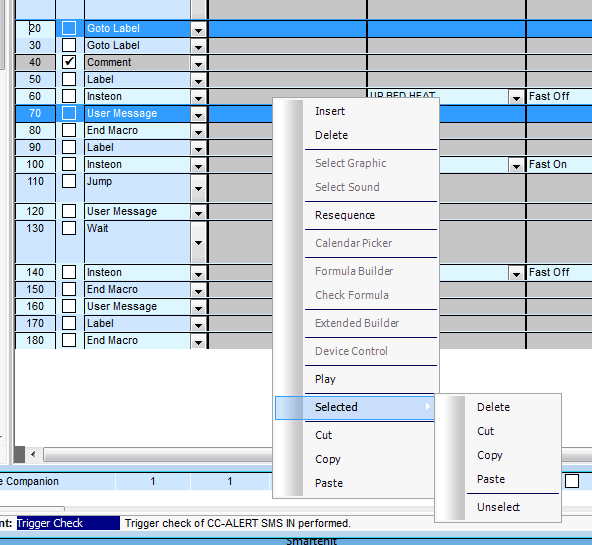 20 Goto Label
30 Goto Label
40 Comment
50 Label
60 Insteon UP BED HEAT Fast Off
70 User Message
80 End Macro
90 Label
100 Insteon Fast On
110 Jump
120 User Message
130 Wait
140 Insteon Fast Off
150 End Macro
160 User Message
170 Label
180 End Macro
Insert
Delete
Select Graphic
Select Sound
Resequence
Calendar Picker
Formula Builder
Check Formula
Extended Builder
Device Control
Play
Selected
Cut
Copy
Paste
Delete
Cut
Copy
Paste
Unselect
e Companion 1 1
nt: Trigger Check Trigger check of CC-ALERT SMS IN performed.
Smartenit